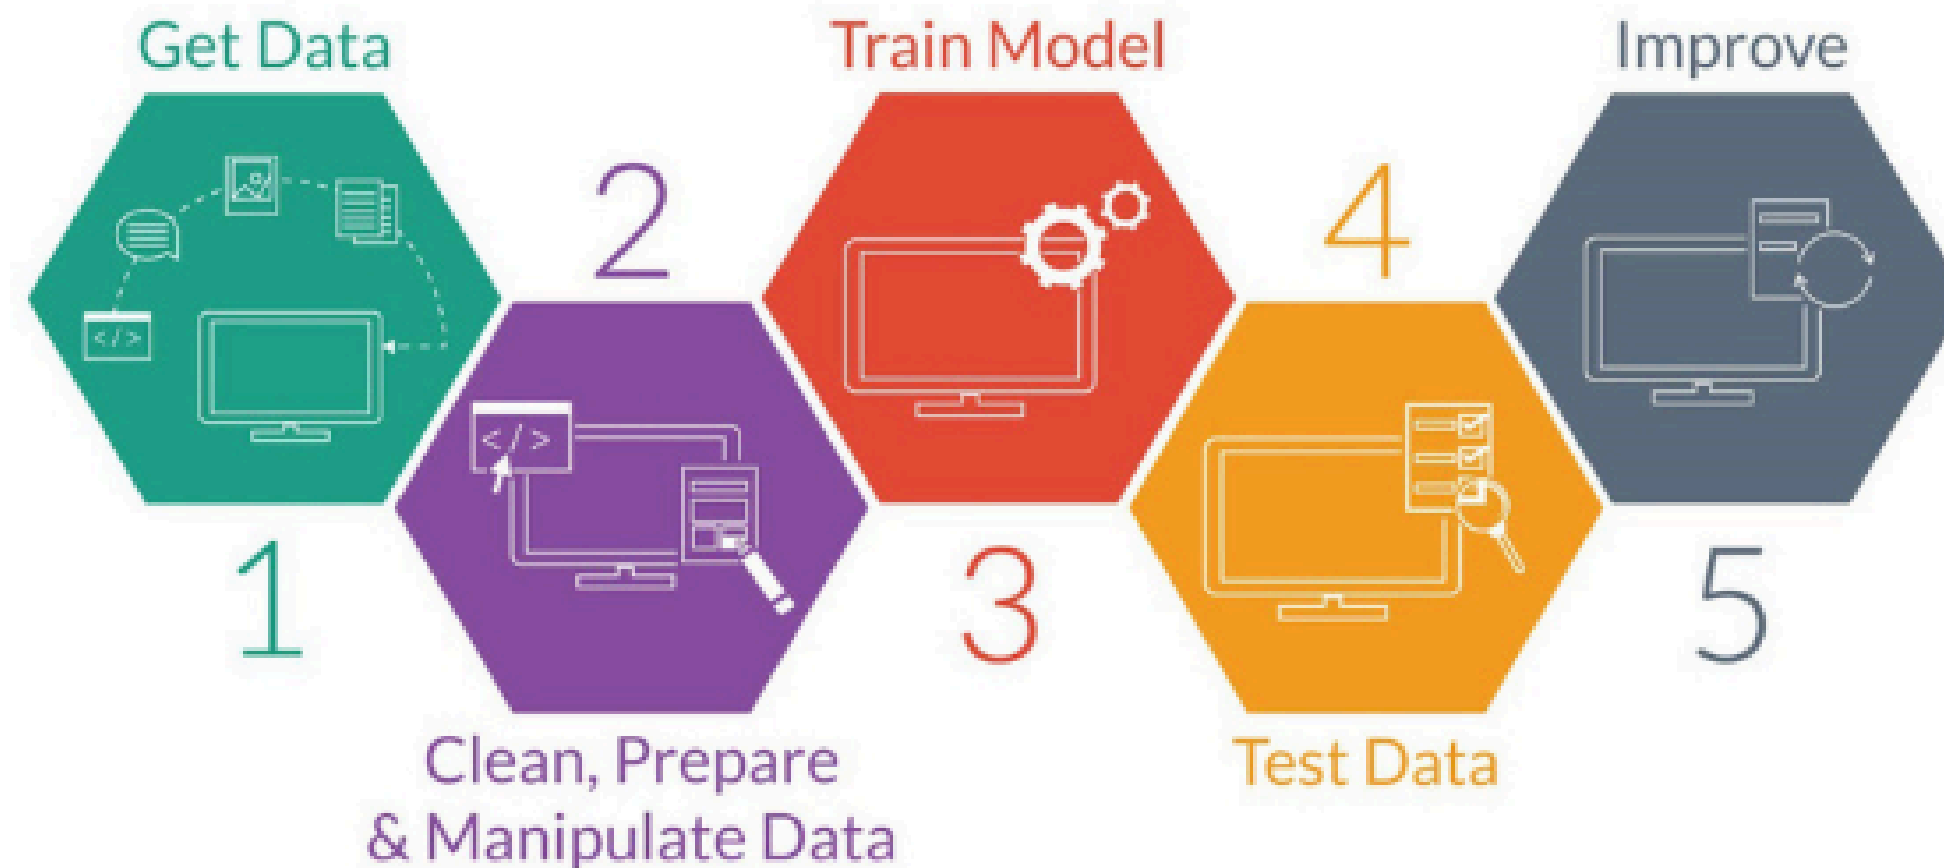 Get Data
</>
1
2
</>
Clean, Prepare
& Manipulate Data
Train Model
3
4
Test Data
Improve
5